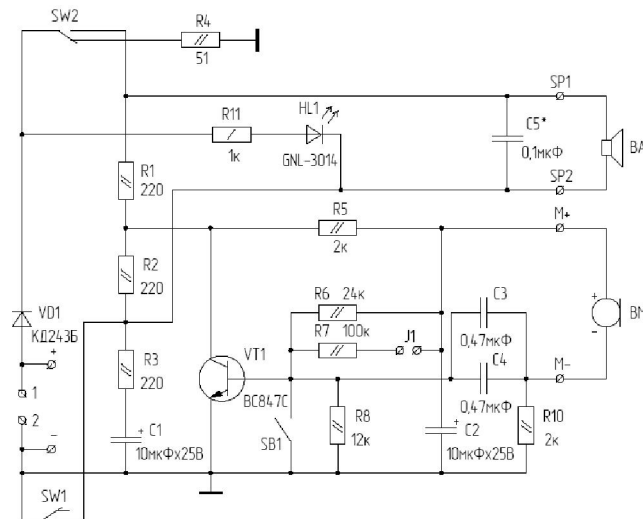 SW2
R4
51
SP1
R11
1к
HL1
GNL-3014
C5*
0,1мкФ
BA
SP2
R1
220
R5
2к
M+
R2
220
R6 24к
R7 100к
J1
C3
0,47мкФ
BM
VD1
КД243Б
+
+
-
1
2
-
R3
220
VT1
BC847C
C4
0,47мкФ
M-
+
C1
10мкФx25В
SB1
R8
12к
+
C2
10мкФx25В
R10
2к
SW1